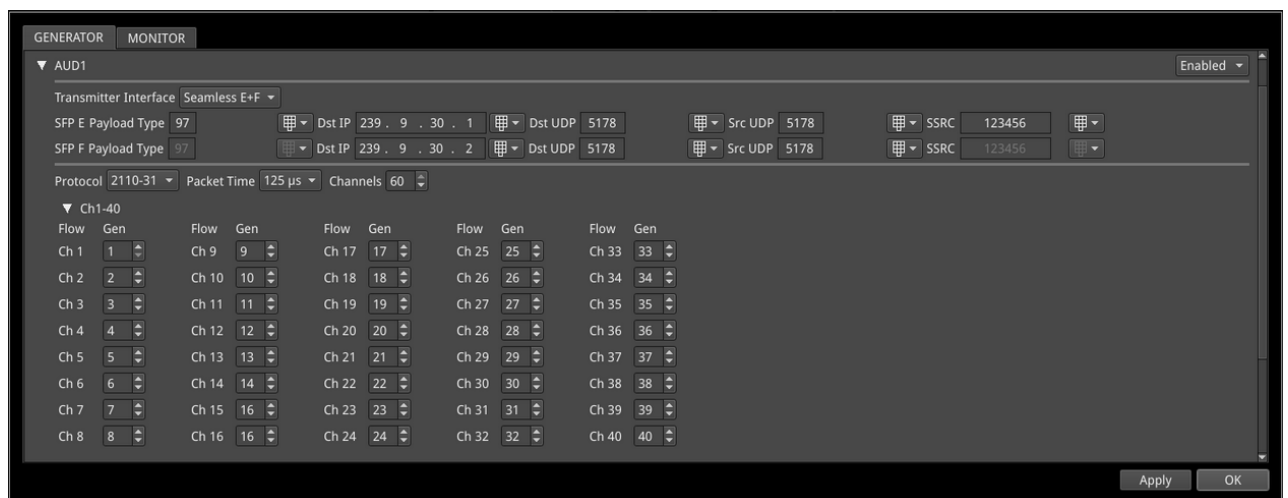 GENERATOR MONITOR
AUD1 Enabled
Transmitter Interface Seamless E+F
SFP E Payload Type 97 Dst IP 239 . 9 . 30 . 1 Dst UDP 5178 Src UDP 5178 SSRC 123456
SFP F Payload Type 97 Dst IP 239 . 9 . 30 . 2 Dst UDP 5178 Src UDP 5178 SSRC 123456
Protocol 2110-31 Packet Time 125 µs Channels 60
Ch1-40
Flow Gen Flow Gen Flow Gen Flow Gen Flow Gen
Ch 1 1 Ch 9 9 Ch 17 17 Ch 25 25 Ch 33 33
Ch 2 2 Ch 10 10 Ch 18 18 Ch 26 26 Ch 34 34
Ch 3 3 Ch 11 11 Ch 19 19 Ch 27 27 Ch 35 35
Ch 4 4 Ch 12 12 Ch 20 20 Ch 28 28 Ch 36 36
Ch 5 5 Ch 13 13 Ch 21 21 Ch 29 29 Ch 37 37
Ch 6 6 Ch 14 14 Ch 22 22 Ch 30 30 Ch 38 38
Ch 7 7 Ch 15 16 Ch 23 23 Ch 31 31 Ch 39 39
Ch 8 8 Ch 16 16 Ch 24 24 Ch 32 32 Ch 40 40
Apply OK